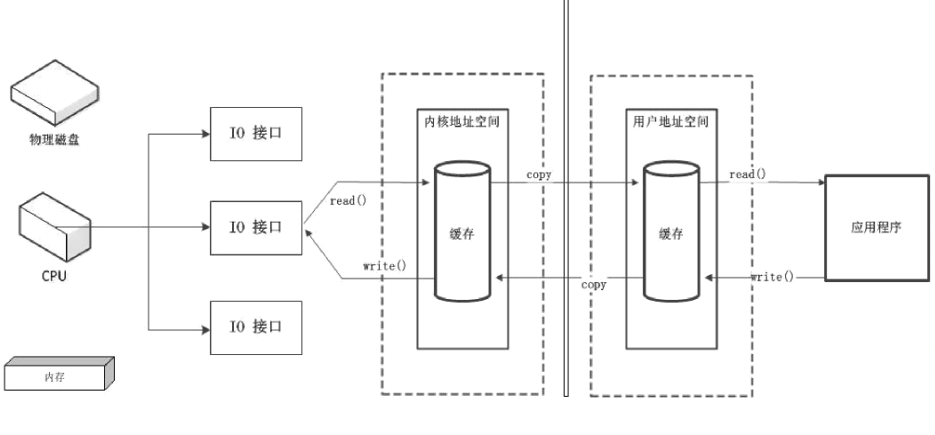 物理磁盘
CPU
内存
IO 接口
IO 接口
IO 接口
read()
write()
内核地址空间
缓存
copy
copy
用户地址空间
缓存
read()
write()
应用程序